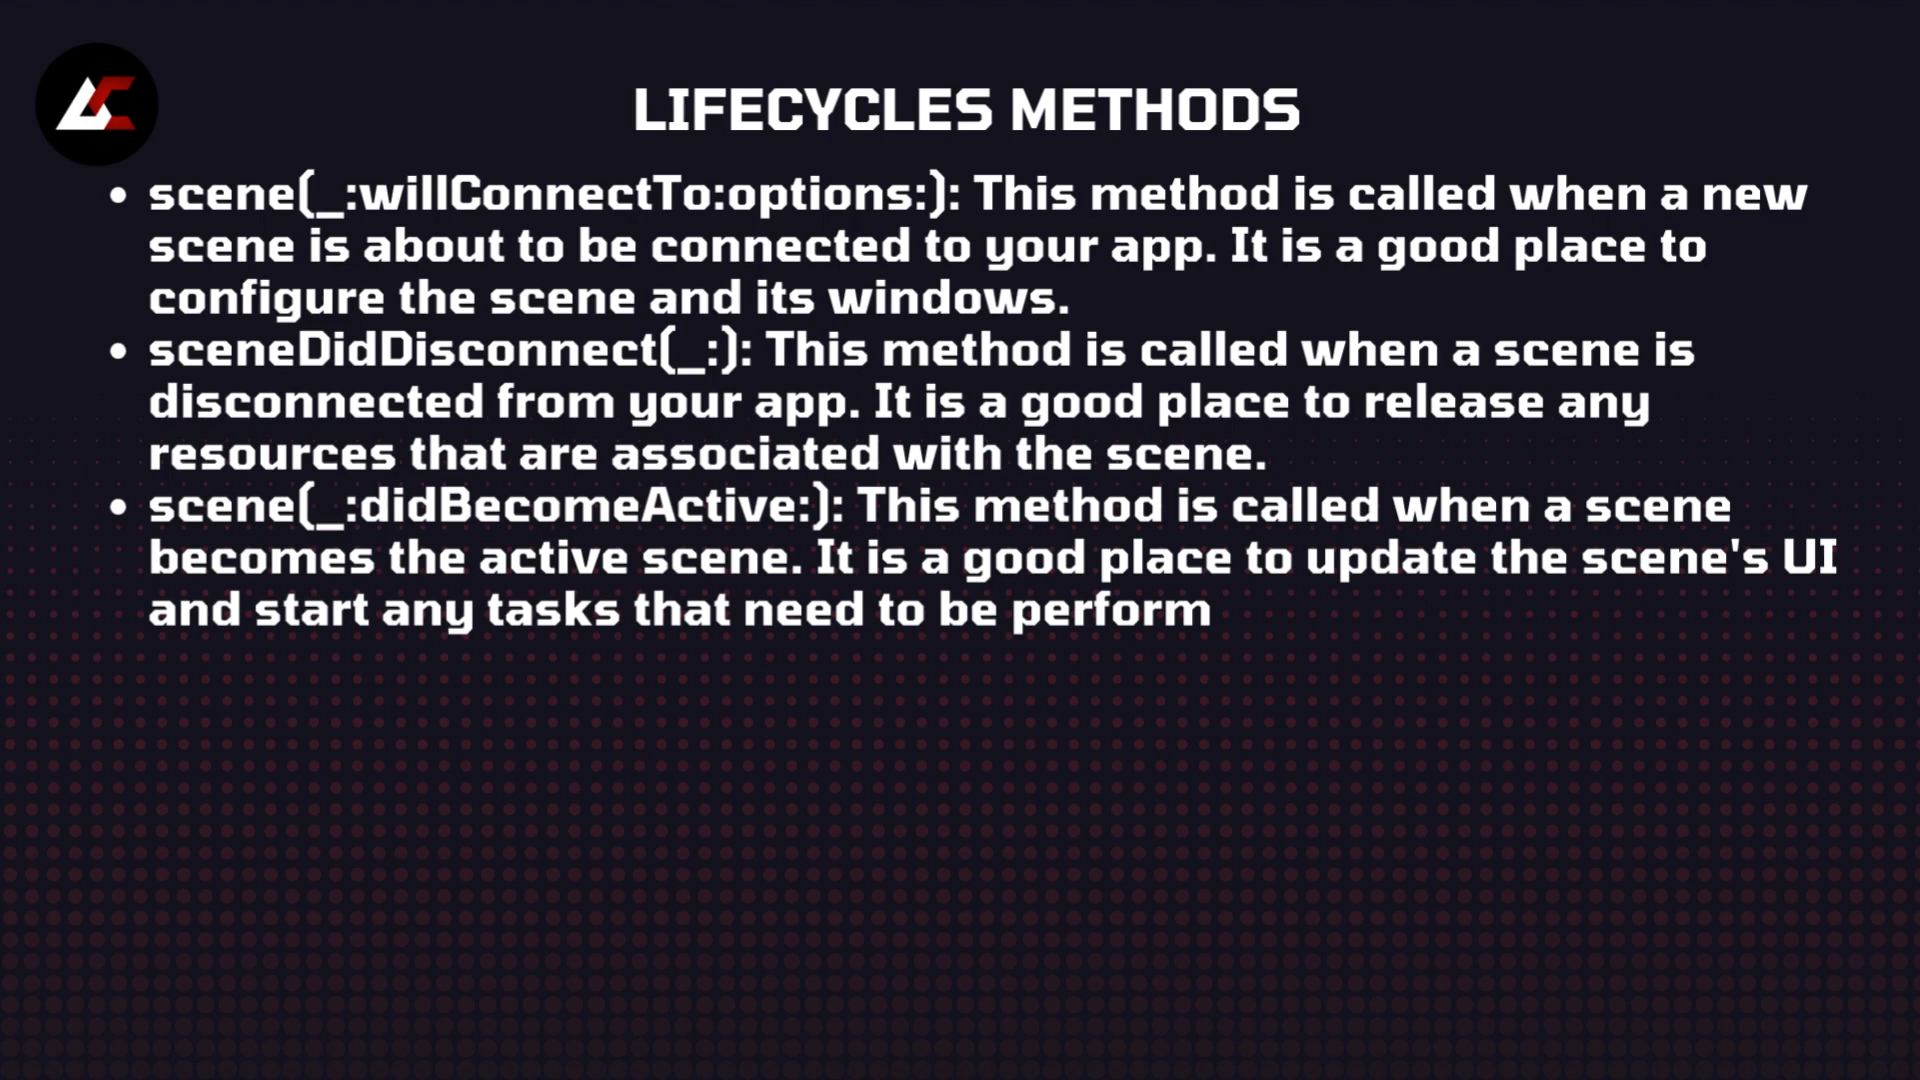 LIFECYCLES METHODS
• scene(_:willConnectTo:options:): This method is called when a new
scene is about to be connected to your app. It is a good place to
configure the scene and its windows.
• sceneDidDisconnect(_:): This method is called when a scene is
disconnected from your app. It is a good place to release any
resources that are associated with the scene.
• scene(_:didBecomeActive:): This method is called when a scene
becomes the active scene. It is a good place to update the scene's UI
and start any tasks that need to be perform